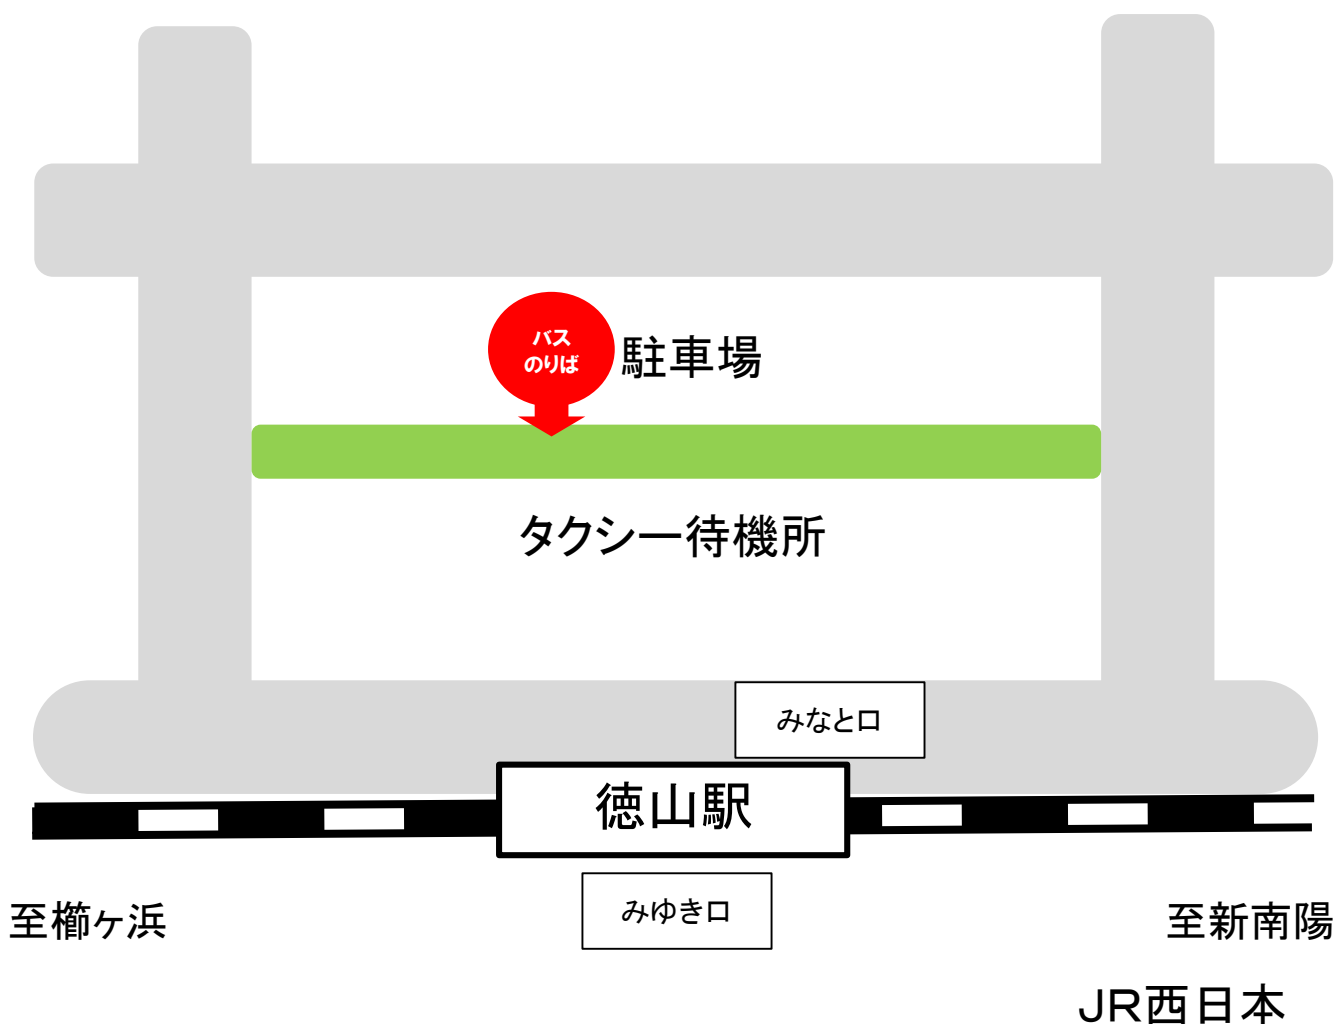 バス
のりば
駐車場
タクシー待機所
みなと口
徳山駅
みゆき口
至櫛ヶ浜
至新南陽
JR西日本